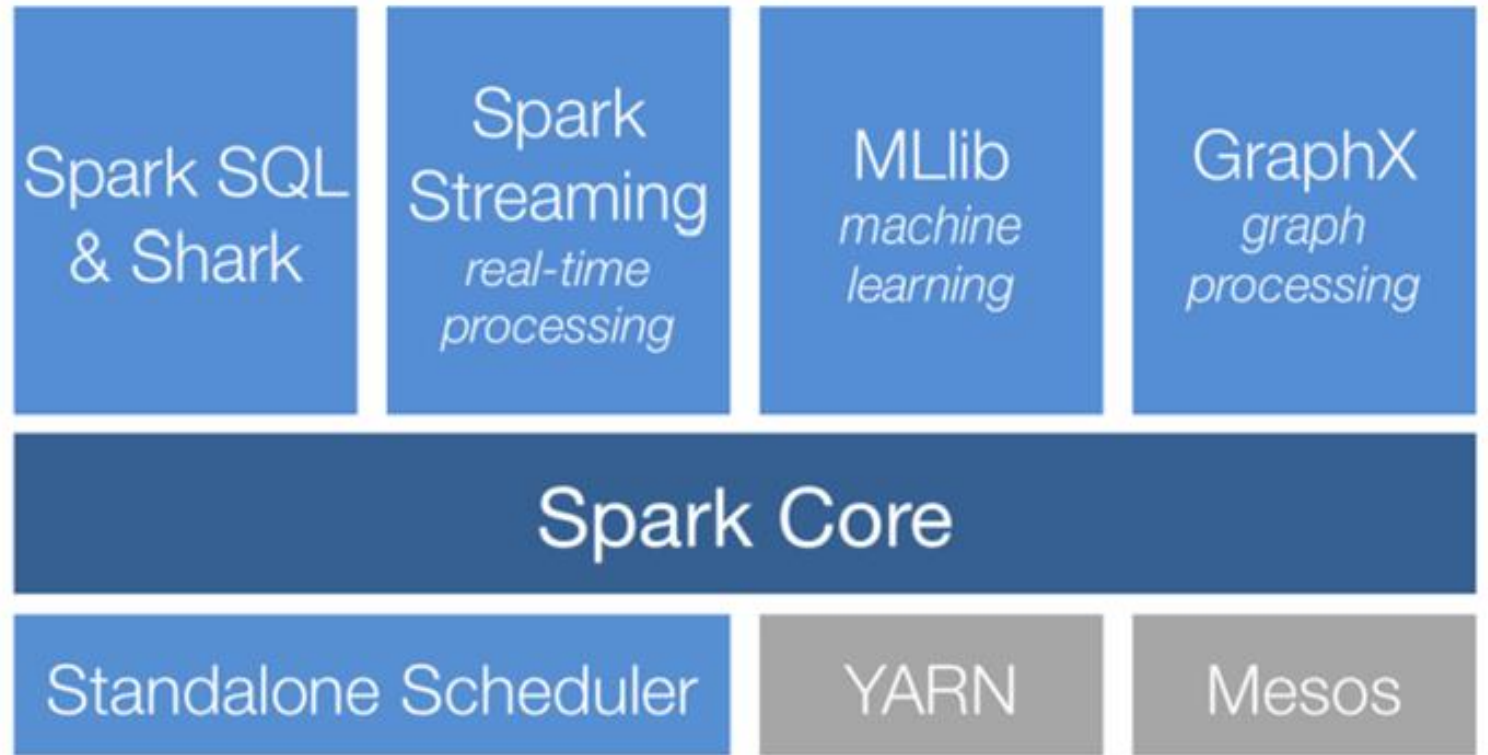 Spark SQL
& Shark
Spark
Streaming
real-time
processing
MLlib
machine
learning
GraphX
graph
processing
Spark Core
Standalone Scheduler
YARN
Mesos